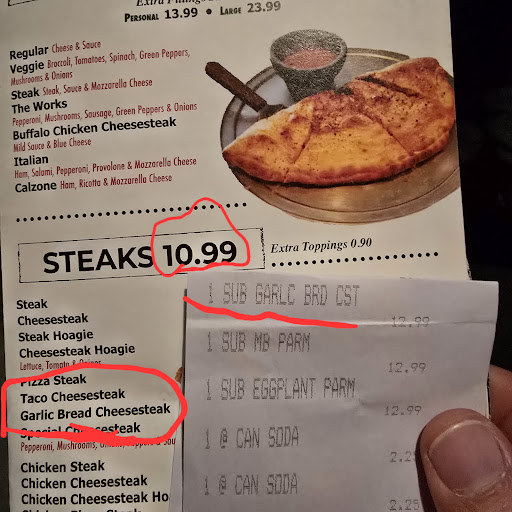 PERSONAL 13.99 • LARGE 23.99
Regular Cheese & Sauce
Veggie Broccoli, Tomatoes, Spinach, Green Peppers,
Mushrooms & Onions
Steak Steak, Sauce & Mozzarella Cheese
The Works
Pepperoni, Mushrooms, Sausage, Green Peppers & Onions
Buffalo Chicken Cheesesteak
Mild Sauce & Blue Cheese
Italian
Ham, Salami, Pepperoni, Provolone & Mozzarella Cheese
Calzone Ham, Ricotta & Mozzarella Cheese
STEAKS 10.99 Extra Toppings 0.90
Steak
Cheesesteak
Steak Hoagie
Cheesesteak Hoagie
Lettuce, Tomato & Onions
Pizza Steak
Taco Cheesesteak
Garlic Bread Cheesesteak
Special Cheesesteak
Pepperoni, Mushrooms,
Chicken Steak
Chicken Cheesesteak
Chicken Cheesesteak Ho
1 SUB GARLC BRD CST
12.99
1 SUB MB PARM
12.99
1 SUB EGGPLANT PARM
12.99
1 @ CAN SODA
2.25
1 @ CAN SODA
2.25